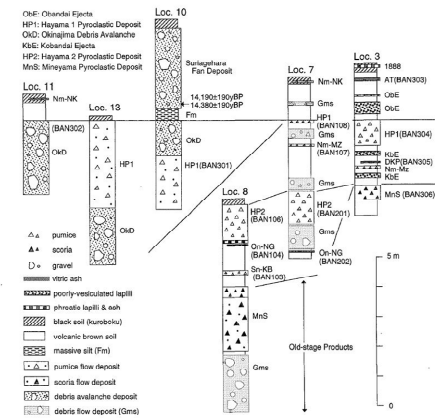 ObE: Obandai Ejecta
HP1: Hayama 1 Pyroclastic Deposit
OkD: Okinajima Debris Avalanche
KbE: Kobandai Ejecta
HP2: Hayama 2 Pyroclastic Deposit
MnS: Mineyama Pyroclastic Deposit
Loc. 10
Surlagehara
Fan Deposit
14,190±190yBP
14,380±190yBP
Fm
OkD
HP1(BAN301)
Loc. 7
Nm-NK
Gms
HP1
(BAN108)
Gms
Nm-MZ
(BAN107)
Gms
HP2
(BAN201)
Gms
On-NG
(BAN202)
Loc. 3
1888
AT(BAN303)
ObE
ObE
HP1(BAN304)
KbE
DKP(BAN305)
Nm-Mz
KbE
MnS (BAN306)
Loc. 11
Nm-NK
(BAN302)
OkD
Loc. 13
HP1
OkD
Loc. 8
HP2
(BAN106)
On-NG
(BAN104)
Sn-KB
(BAN103)
MnS
Gms
Old-stage Products
5 m
0
pumice
scoria
gravel
vitric ash
poorly-vesiculated lapilli
phreatic lapilli & ash
black soil (kuroboku)
volcanic brown soil
massive silt (Fm)
pumice flow deposit
scoria flow deposit
debris avalanche deposit
debris flow deposit (Gms)